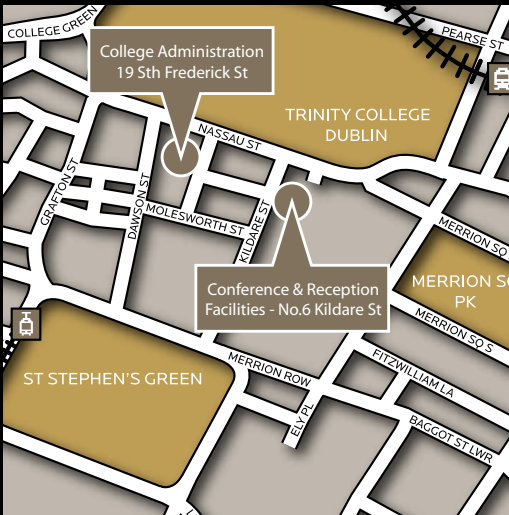 COLLEGE GREEN
PEARSE ST
College Administration
19 Sth Frederick St
TRINITY COLLEGE
DUBLIN
NASSAU ST
GRAFTON ST
DAWSON ST
MOLESWORTH ST
KILDARE ST
MERRION SQ
Conference & Reception
Facilities - No.6 Kildare St
MERRION SQ
PK
MERRION SQ S
MERRION ROW
FITZWILLIAM LA
ST STEPHEN'S GREEN
ELY PL
BAGGOT ST LWR